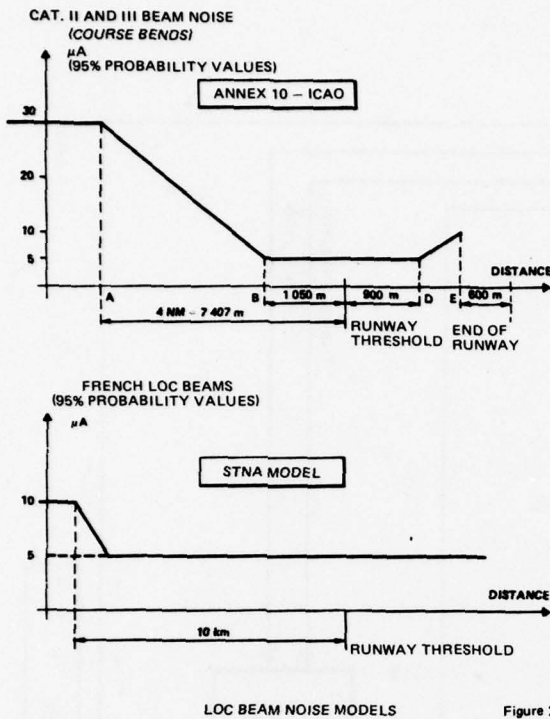 CAT. II AND III BEAM NOISE
(COURSE BENDS)
μA
(95% PROBABILITY VALUES)
ANNEX 10 – ICAO
30
20
10
5
DISTANCE
A
B
1 050 m
900 m
D
E
600 m
4 NM – 7 407 m
RUNWAY
THRESHOLD
END OF
RUNWAY
FRENCH LOC BEAMS
(95% PROBABILITY VALUES)
μA
STNA MODEL
10
5
DISTANCE
10 km
RUNWAY THRESHOLD
LOC BEAM NOISE MODELS
Figure